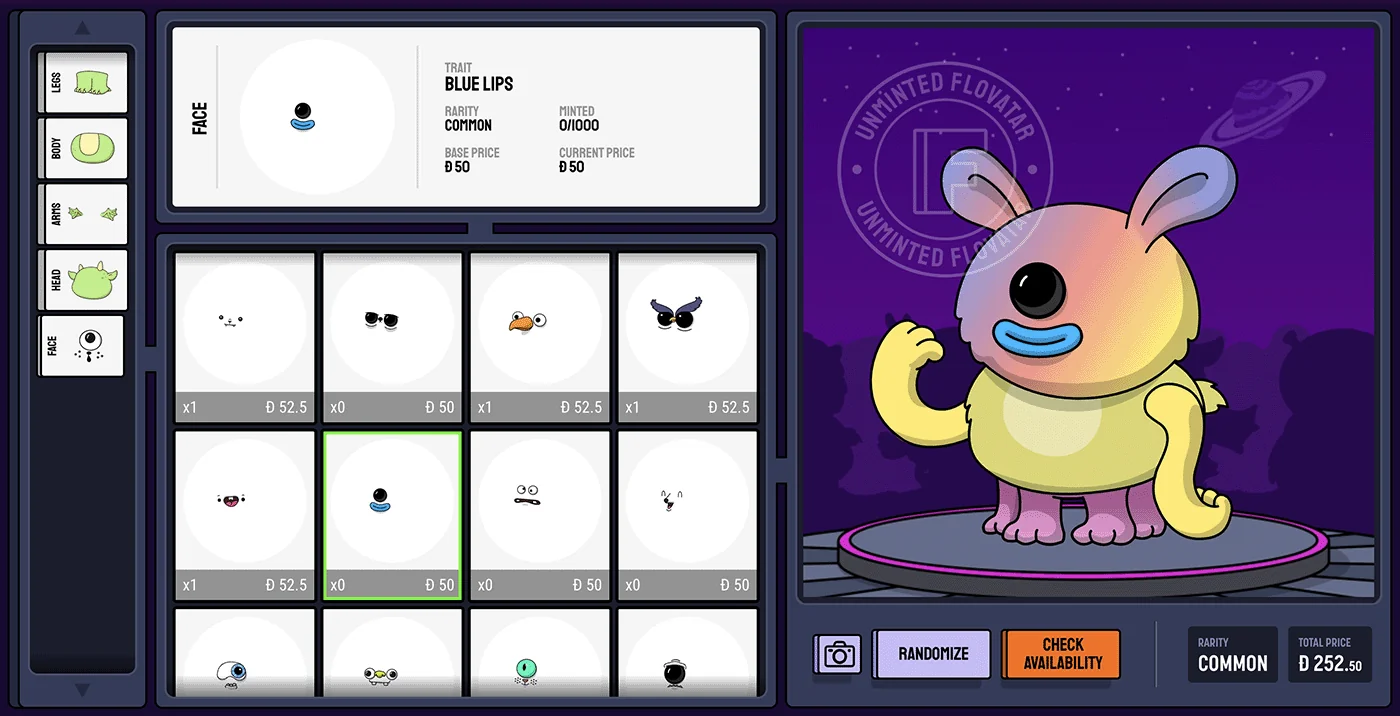 LEGS
BODY
ARMS
HEAD
FACE
FACE
TRAIT
BLUE LIPS
RARITY
COMMON
MINTED
0/1000
BASE PRICE
Đ 50
CURRENT PRICE
Đ 50
x1 Đ 52.5
x0 Đ 50
x1 Đ 52.5
x1 Đ 52.5
x1 Đ 52.5
x0 Đ 50
x0 Đ 50
x0 Đ 50
UNMINTED FLOVATAR
UNMINTED FLOVATAR
RANDOMIZE
CHECK
AVAILABILITY
RARITY
COMMON
TOTAL PRICE
Đ 252.50